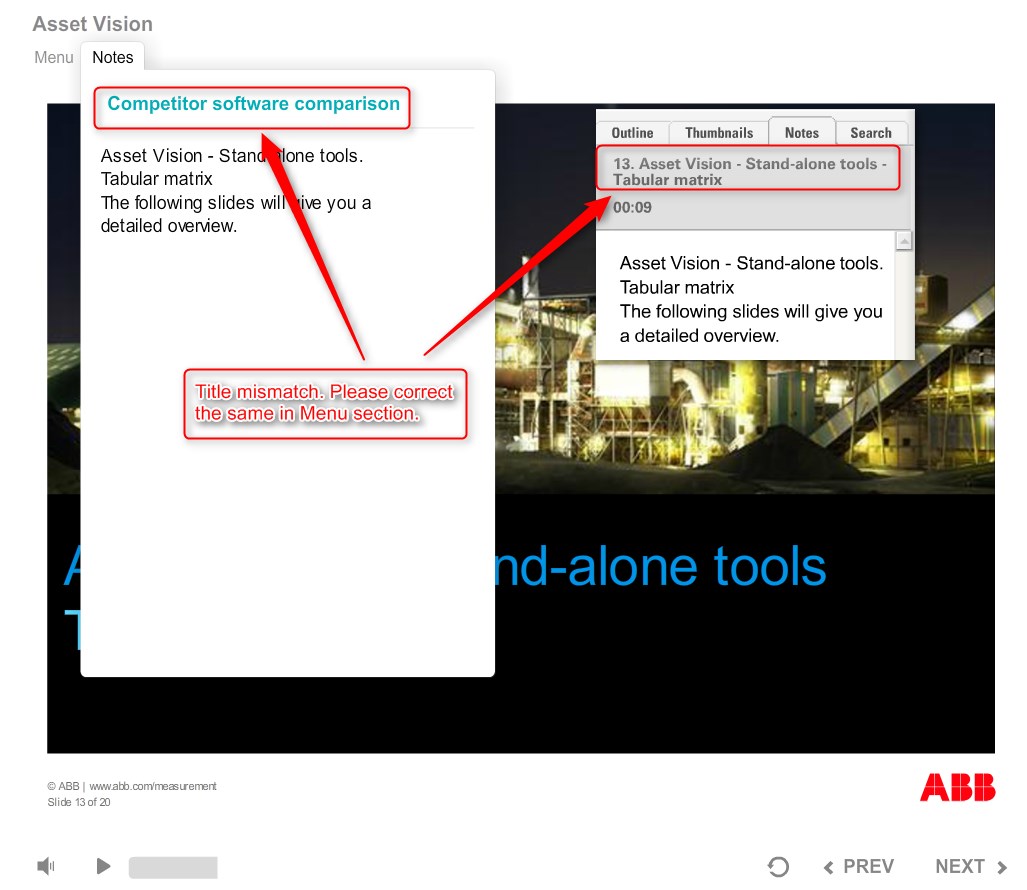 Asset Vision
Menu
Notes
Competitor software comparison
Asset Vision - Stand-alone tools.
Tabular matrix
The following slides will give you a
detailed overview.
Outline
Thumbnails
Notes
Search
13. Asset Vision - Stand-alone tools -
Tabular matrix
00:09
Asset Vision - Stand-alone tools.
Tabular matrix
The following slides will give you
a detailed overview.
Title mismatch. Please correct
the same in Menu section.
nd-alone tools
© ABB | www.abb.com/measurement
Slide 13 of 20
ABB
PREV
NEXT